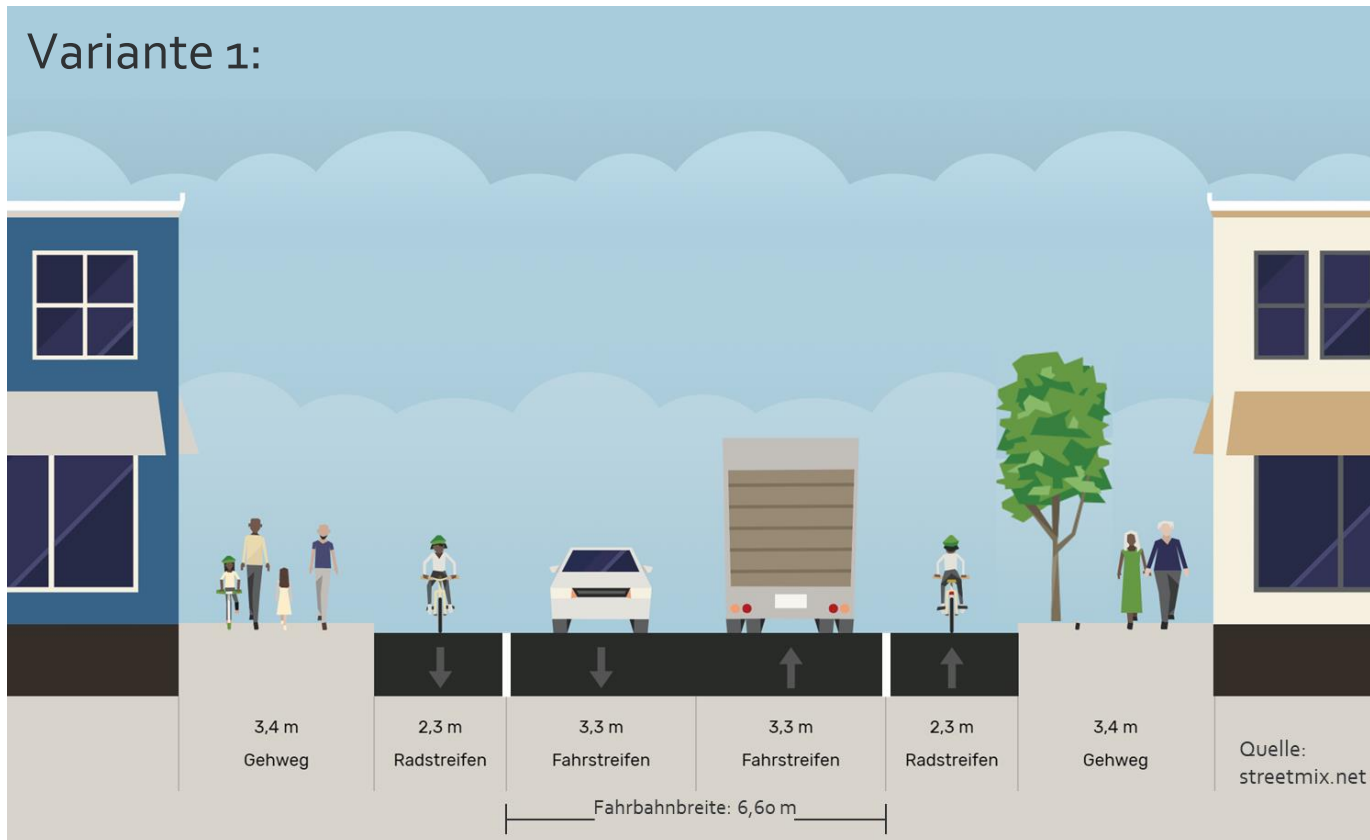 Variante 1:
3,4 m
Gehweg
2,3 m
Radstreifen
3,3 m
Fahrstreifen
3,3 m
Fahrstreifen
2,3 m
Radstreifen
3,4 m
Gehweg
Quelle:
streetmix.net
Fahrbahnbreite: 6,60 m